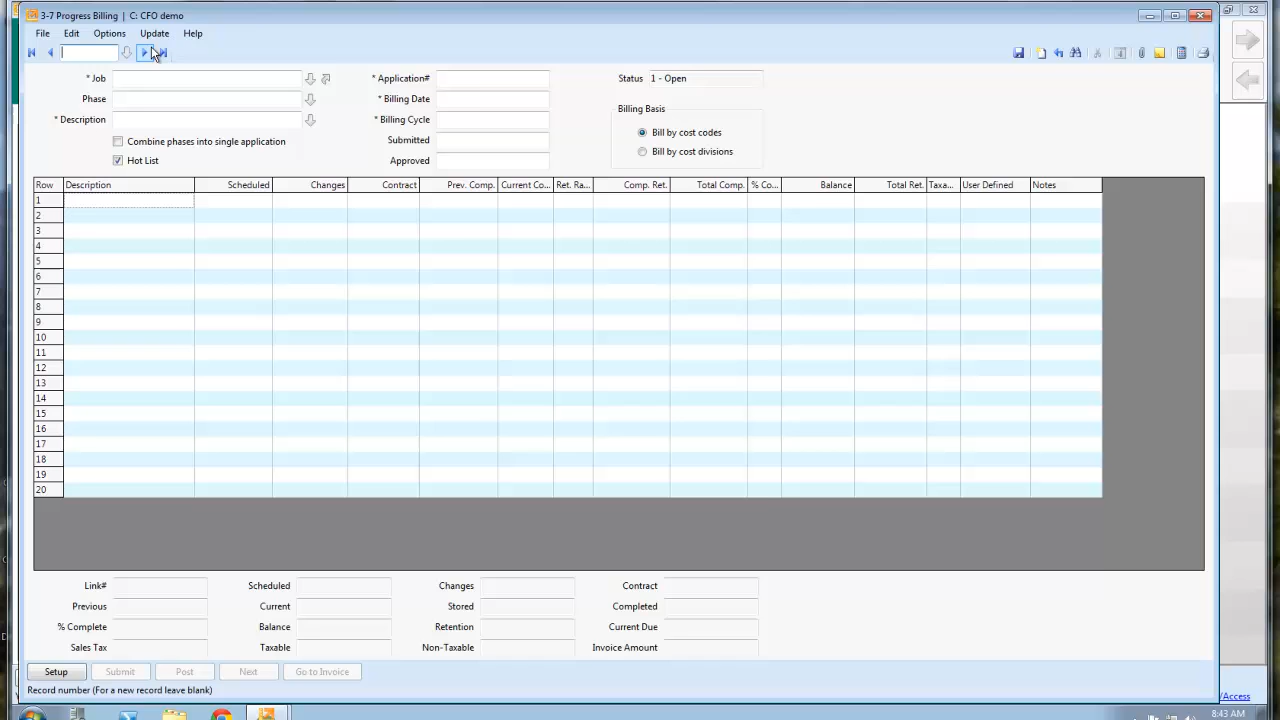 3-7 Progress Billing | C: CFO demo
File Edit Options Update Help
* Job * Application# Status 1 - Open
Phase * Billing Date Billing Basis
* Description * Billing Cycle Bill by cost codes
Combine phases into single application Submitted Bill by cost divisions
Hot List Approved
Row Description Scheduled Changes Contract Prev. Comp. Current Co... Ret. Ra... Comp. Ret. Total Comp. % Co... Balance Total Ret. Taxa... User Defined Notes
1
2
3
4
5
6
7
8
9
10
11
12
13
14
15
16
17
18
19
20
Link# Scheduled Changes Contract
Previous Current Stored Completed
% Complete Balance Retention Current Due
Sales Tax Taxable Non-Taxable Invoice Amount
Setup Submit Post Next Go to Invoice
Record number (For a new record leave blank)
/Access
8:43 AM